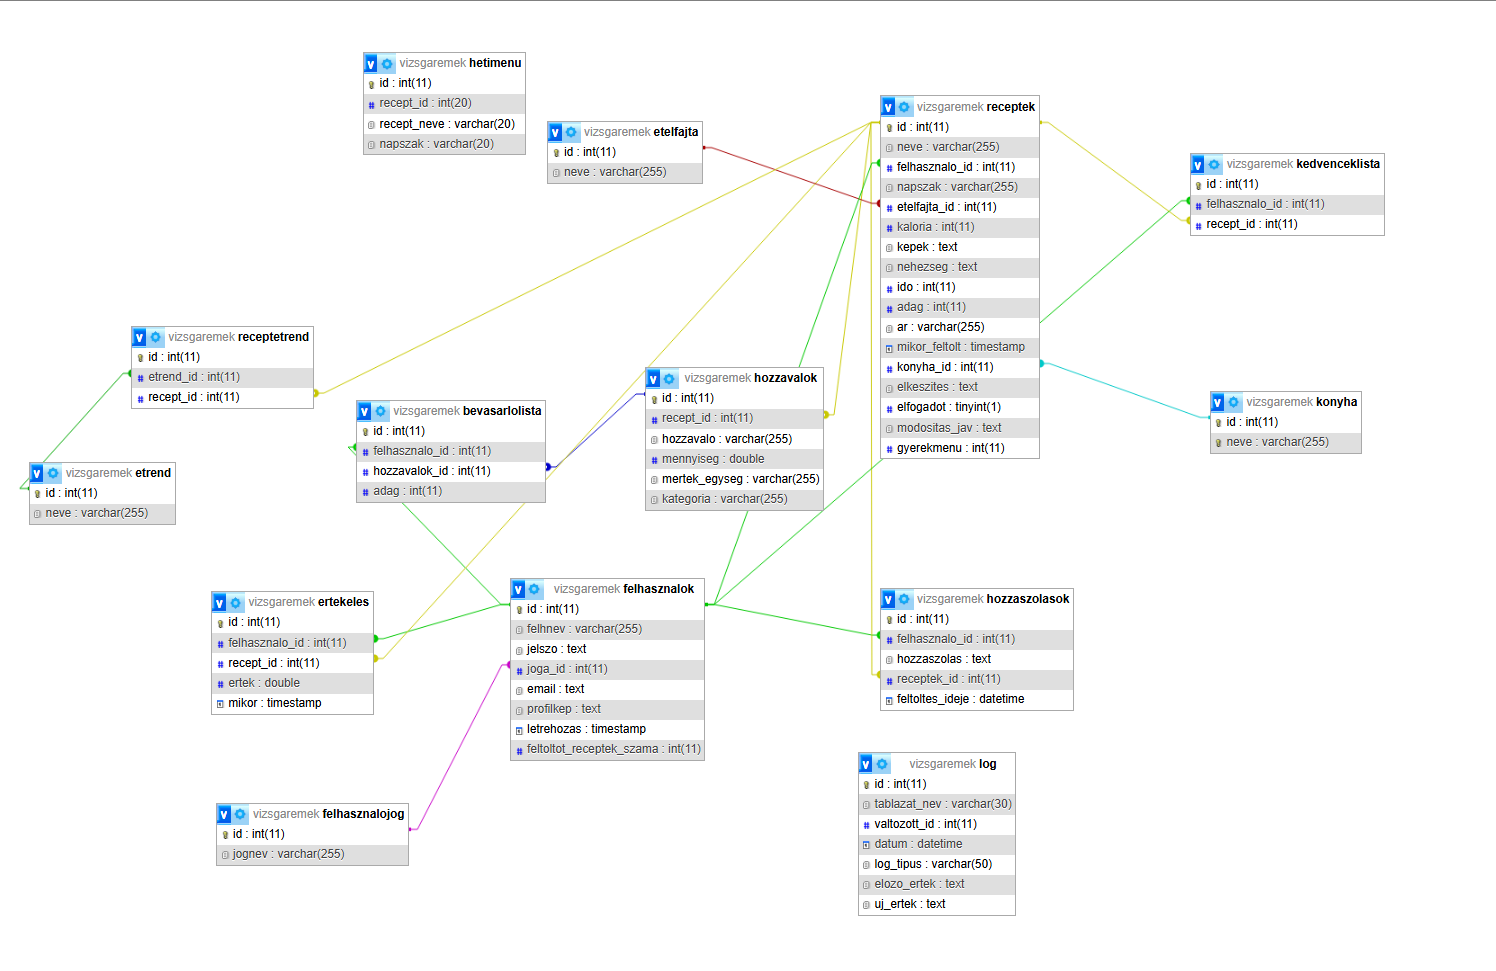 vizsgaremek hetimenu
id : int(11)
recept_id : int(20)
recept_neve : varchar(20)
napszak : varchar(20)
vizsgaremek etelfajta
id : int(11)
neve : varchar(255)
vizsgaremek receptek
id : int(11)
neve : varchar(255)
felhasznalo_id : int(11)
napszak : varchar(255)
etelfajta_id : int(11)
kaloria : int(11)
kepek : text
nehezseg : text
ido : int(11)
adag : int(11)
ar : varchar(255)
mikor_feltolt : timestamp
konyha_id : int(11)
elkeszites : text
elfogadot : tinyint(1)
modositas_jav : text
gyerekmenu : int(11)
vizsgaremek kedvenceklista
id : int(11)
felhasznalo_id : int(11)
recept_id : int(11)
vizsgaremek receptetrend
id : int(11)
etrend_id : int(11)
recept_id : int(11)
vizsgaremek bevasarlolista
id : int(11)
felhasznalo_id : int(11)
hozzavalok_id : int(11)
adag : int(11)
vizsgaremek hozzavalok
id : int(11)
recept_id : int(11)
hozzavalo : varchar(255)
mennyiseg : double
mertek_egyseg : varchar(255)
kategoria : varchar(255)
vizsgaremek konyha
id : int(11)
neve : varchar(255)
vizsgaremek etrend
id : int(11)
neve : varchar(255)
vizsgaremek ertekeles
id : int(11)
felhasznalo_id : int(11)
recept_id : int(11)
ertek : double
mikor : timestamp
vizsgaremek felhasznalok
id : int(11)
felhnev : varchar(255)
jelszo : text
joga_id : int(11)
email : text
profilkep : text
letrehozas : timestamp
feltoltot_receptek_szama : int(11)
vizsgaremek hozzaszolasok
id : int(11)
felhasznalo_id : int(11)
hozzaszolas : text
receptek_id : int(11)
feltoltes_ideje : datetime
vizsgaremek felhasznalojog
id : int(11)
jognev : varchar(255)
vizsgaremek log
id : int(11)
tablazat_nev : varchar(30)
valtozott_id : int(11)
datum : datetime
log_tipus : varchar(50)
elozo_ertek : text
uj_ertek : text